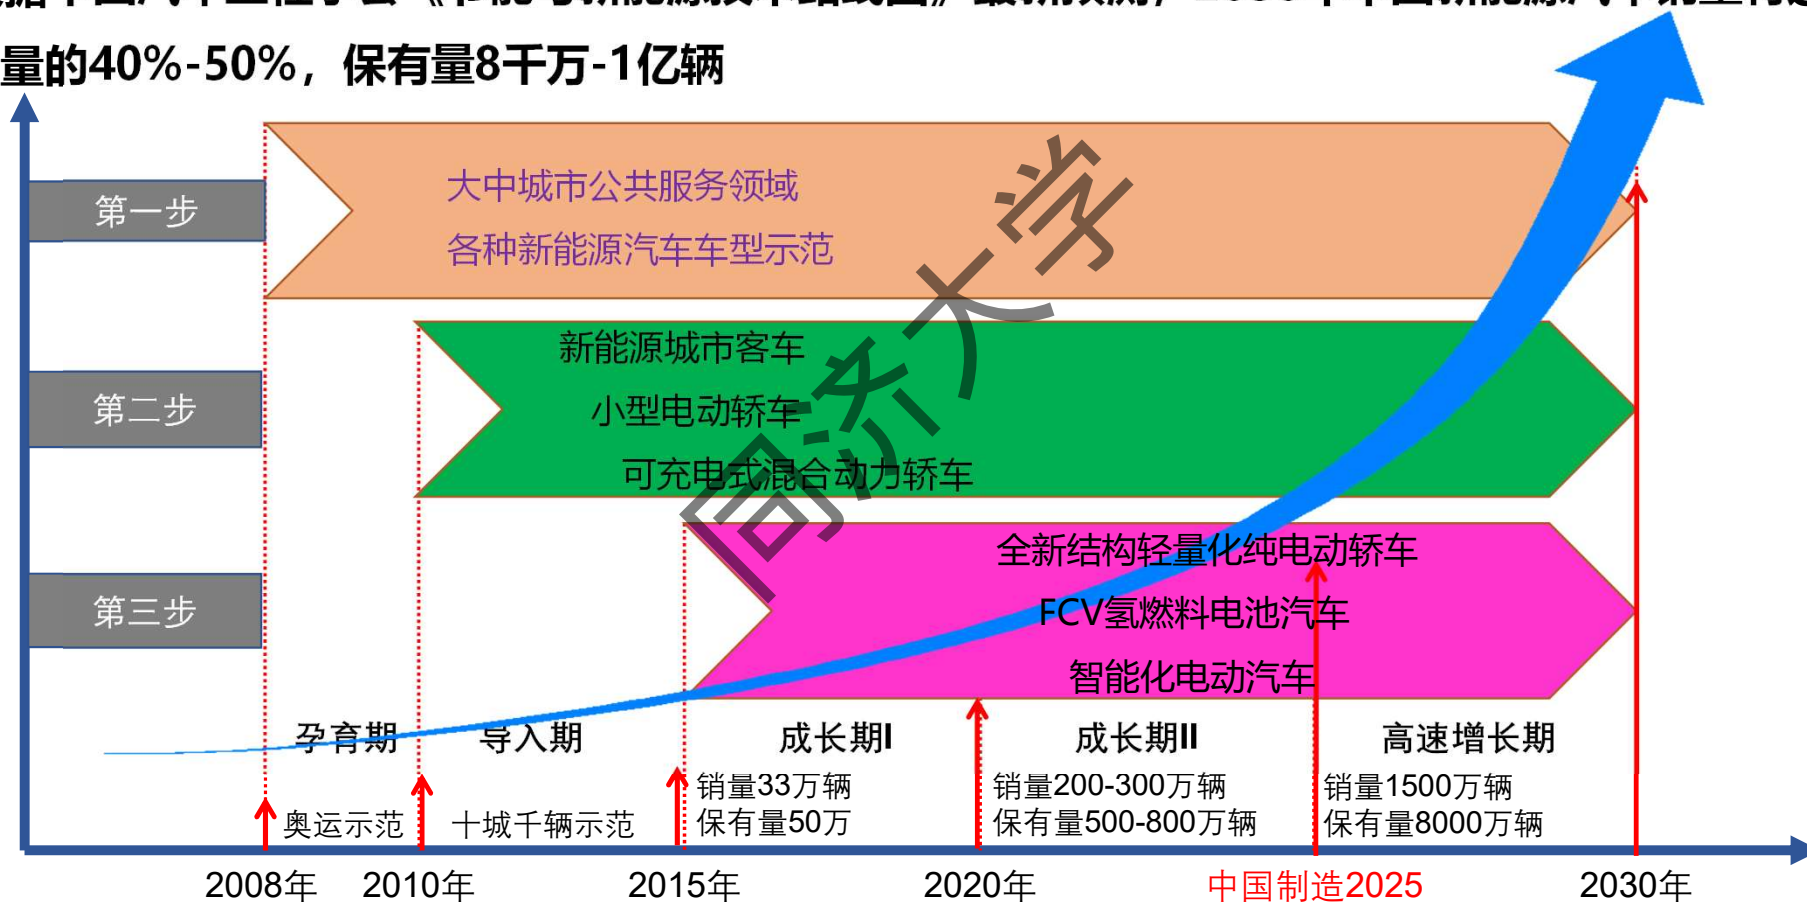 量的40%-50%，保有量8千万-1亿辆
第一步
大中城市公共服务领域
各种新能源汽车车型示范
第二步
新能源城市客车
小型电动轿车
可充电式混合动力轿车
第三步
全新结构轻量化纯电动轿车
FCV氢燃料电池汽车
智能化电动汽车
同济大学
孕育期
导入期
成长期I
成长期II
高速增长期
奥运示范
十城千辆示范
销量33万辆
保有量50万
销量200-300万辆
保有量500-800万辆
销量1500万辆
保有量8000万辆
2008年
2010年
2015年
2020年
中国制造2025
2030年